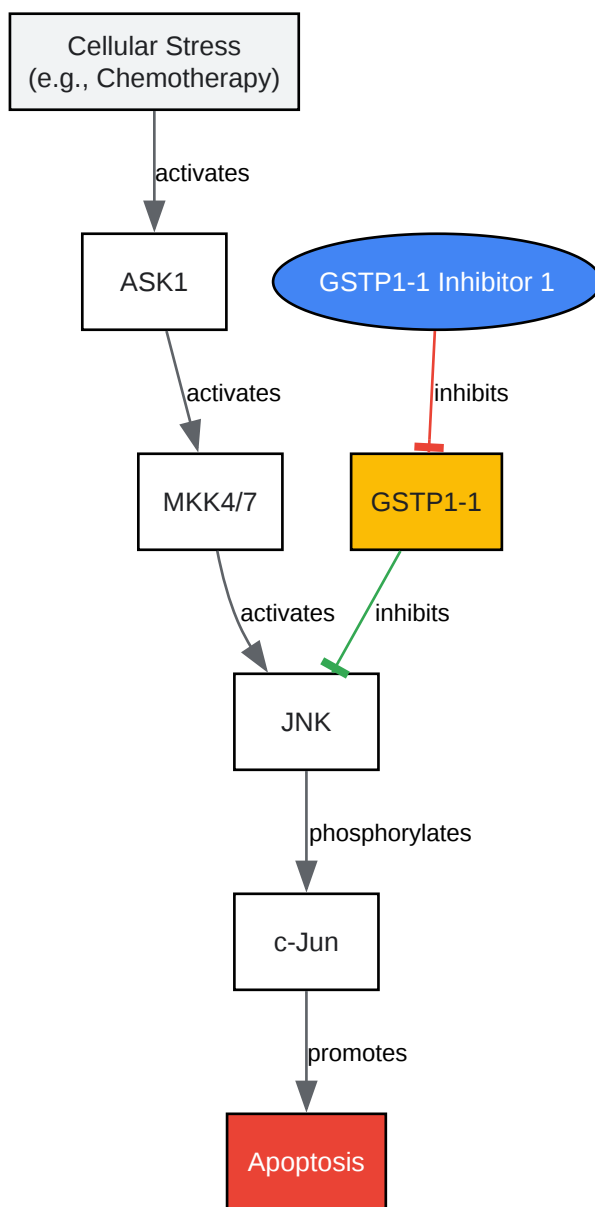 Cellular Stress
(e.g., Chemotherapy)
activates
ASK1
GSTP1-1 Inhibitor 1
activates
inhibits
MKK4/7
GSTP1-1
activates
inhibits
JNK
phosphorylates
c-Jun
promotes
Apoptosis